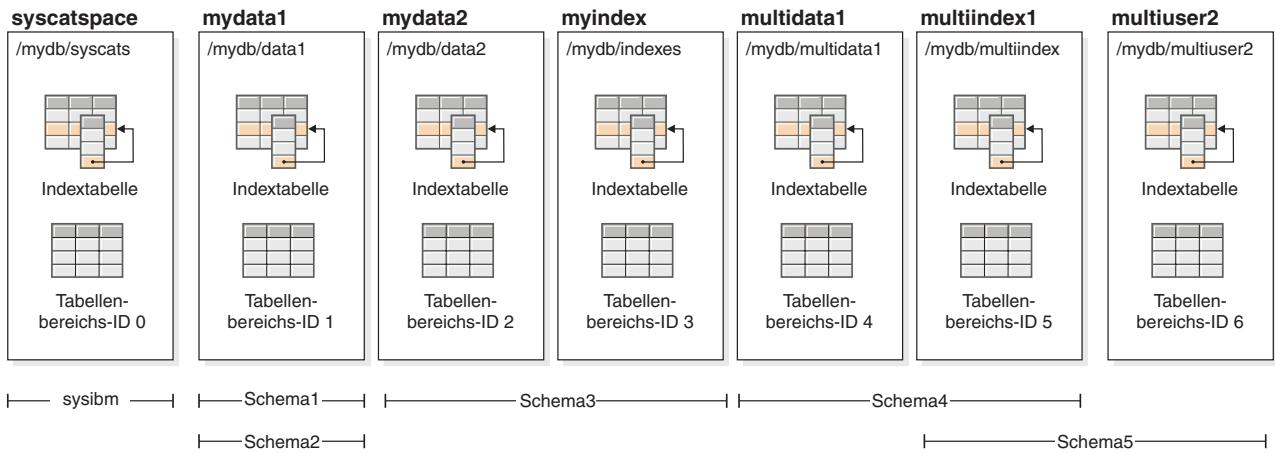 syscatspace
mydata1
mydata2
myindex
multidata1
multiindex1
multiuser2
/mydb/syscats
/mydb/data1
/mydb/data2
/mydb/indexes
/mydb/multidata1
/mydb/multiindex
/mydb/multiuser2
Indextabelle
Indextabelle
Indextabelle
Indextabelle
Indextabelle
Indextabelle
Indextabelle
Tabellen-
bereichs-ID 0
Tabellen-
bereichs-ID 1
Tabellen-
bereichs-ID 2
Tabellen-
bereichs-ID 3
Tabellen-
bereichs-ID 4
Tabellen-
bereichs-ID 5
Tabellen-
bereichs-ID 6
sysibm
Schema1
Schema3
Schema4
Schema2
Schema5